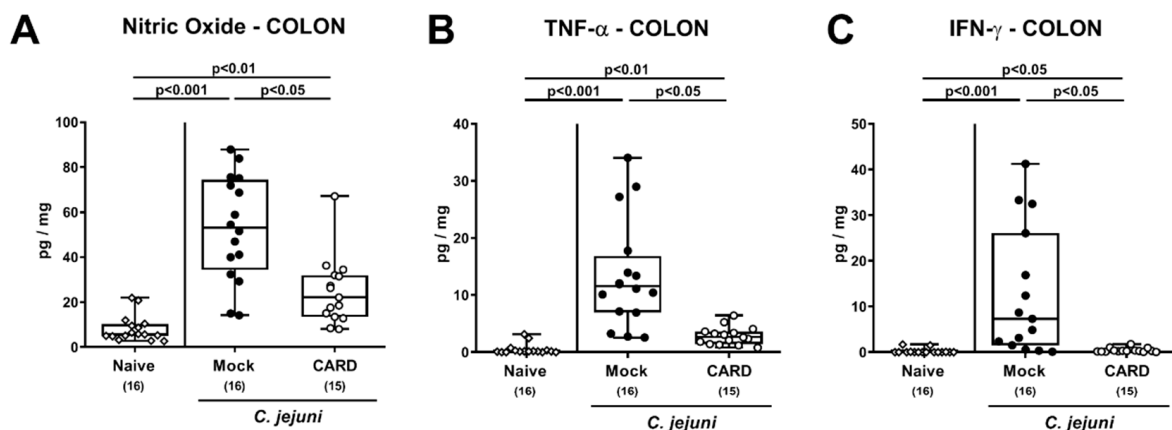 A
Nitric Oxide - COLON
p<0.01
p<0.001
p<0.05
pg / mg
100
80
60
40
20
0
Naive
Mock
CARD
(16)
(16)
(15)
C. jejuni
B
TNF-α - COLON
p<0.01
p<0.001
p<0.05
pg / mg
40
30
20
10
0
Naive
Mock
CARD
(16)
(16)
(15)
C. jejuni
C
IFN-γ - COLON
p<0.05
p<0.001
p<0.05
pg / mg
50
40
30
20
10
0
Naive
Mock
CARD
(16)
(16)
(15)
C. jejuni